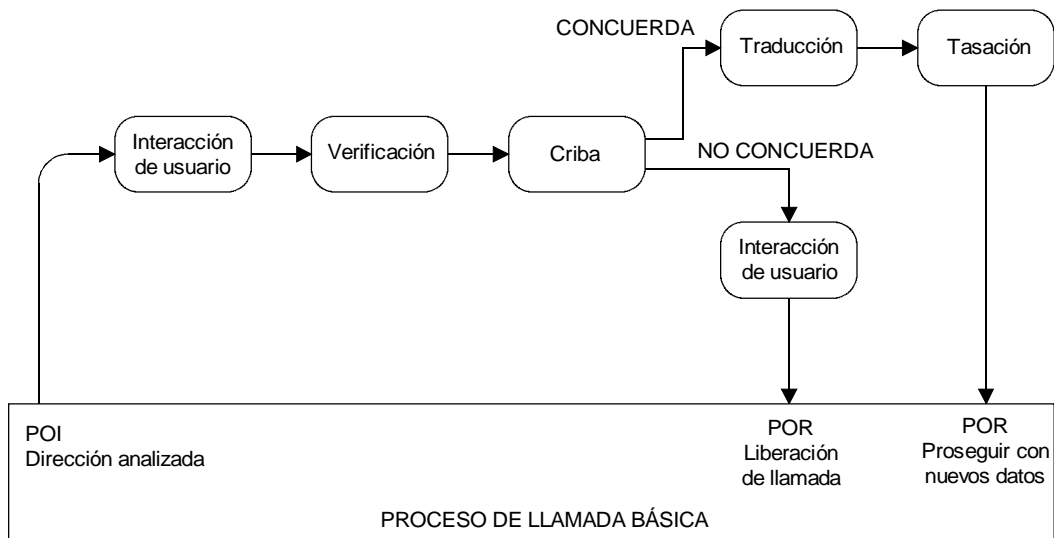 CONCUERDA
Traducción
Tasación
Interacción
de usuario
Verificación
Criba
NO CONCUERDA
Interacción
de usuario
POI
Dirección analizada
POR
Liberación
de llamada
POR
Proseguir con
nuevos datos
PROCESO DE LLAMADA BÁSICA